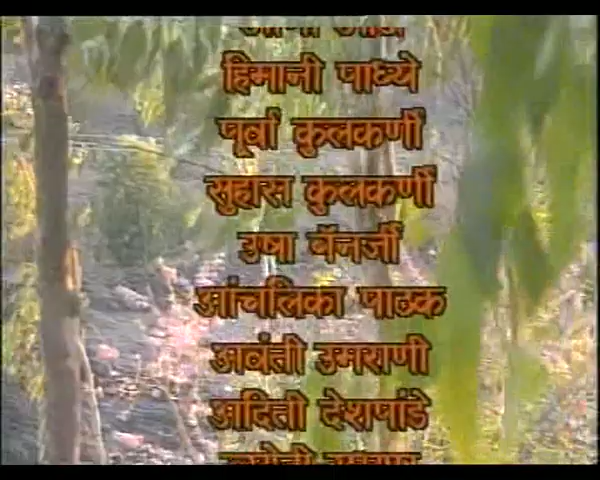 हिमानी पाध्ये
पूर्वा कुलकर्णी
सुहास कुलकर्णी
उषा बॅनर्जी
आंचलिका पाठक
अवंती उमराणी
अदिती देशपांडे